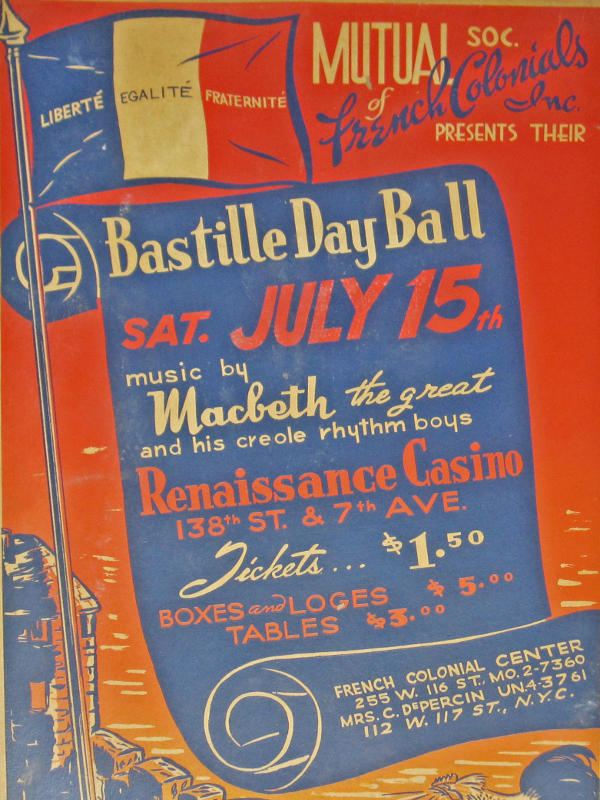 LIBERTÉ EGALITÉ FRATERNITÉ
MUTUAL SOC.
of French Colonials Inc.
PRESENTS THEIR
Bastille Day Ball
SAT. JULY 15th
music by
Macbeth the great
and his creole rhythm boys
Renaissance Casino
138th ST. & 7th AVE.
Tickets... $1.50
BOXES and LOGES $5.00
TABLES $3.00
FRENCH COLONIAL CENTER
255 W. 116 ST., MO. 2-7360
MRS. C. DePERCIN UN.4-3761
112 W. 117 ST., N.Y.C.